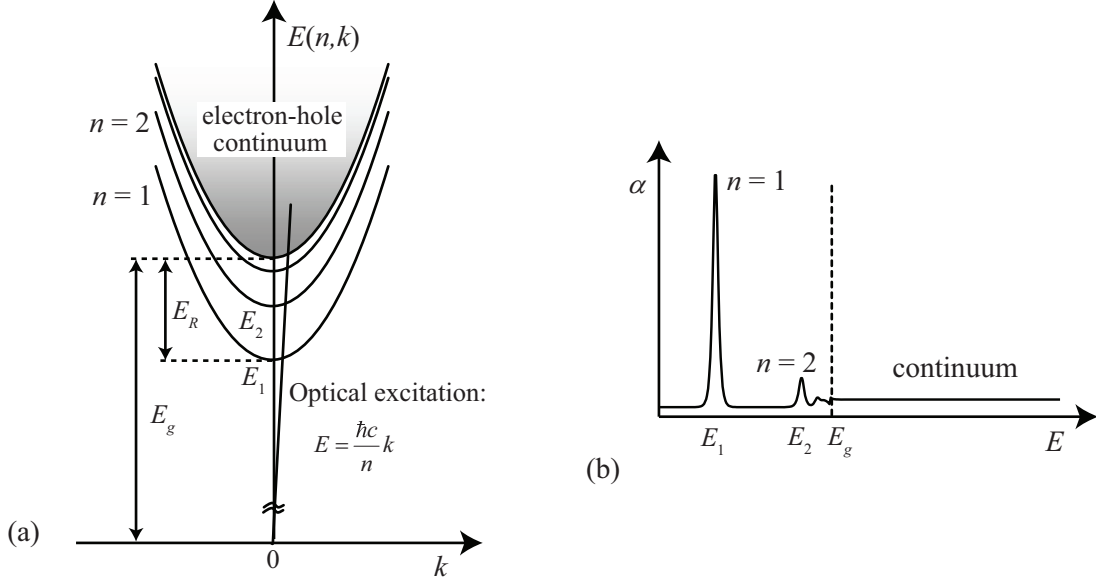 E(n,k)
electron-hole
continuum
n = 2
n = 1
E_R
E_2
E_1
E_g
Optical excitation:
E = ħc/n k
0
k
(a)
α
n = 1
n = 2
continuum
E_1
E_2
E_g
E
(b)